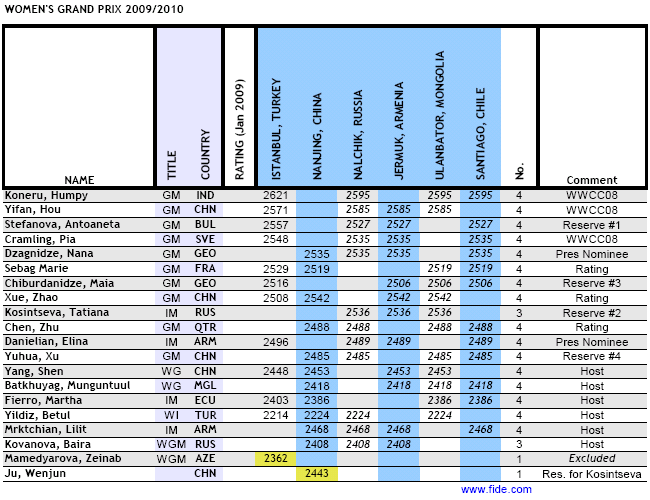 WOMEN'S GRAND PRIX 2009/2010
NAME TITLE COUNTRY RATING (Jan 2009) ISTANBUL, TURKEY NANJING, CHINA NALCHIK, RUSSIA JERMUK, ARMENIA ULANBATOR, MONGOLIA SANTIAGO, CHILE No. Comment
Koneru, Humpy GM IND 2621 2595 2595 2595 4 WWCC08
Yifan, Hou GM CHN 2571 2585 2585 2585 4 WWCC08
Stefanova, Antoaneta GM BUL 2557 2527 2527 2527 4 Reserve #1
Cramling, Pia GM SVE 2548 2535 2535 2535 4 WWCC08
Dzagnidze, Nana GM GEO 2535 2535 2535 2535 4 Pres Nominee
Sebag Marie GM FRA 2529 2519 2519 2519 4 Rating
Chiburdanidze, Maia GM GEO 2516 2506 2506 2506 4 Reserve #3
Xue, Zhao GM CHN 2508 2542 2542 2542 4 Rating
Kosintseva, Tatiana IM RUS 2536 2536 2536 3 Reserve #2
Chen, Zhu GM QTR 2488 2488 2488 2488 4 Rating
Danielian, Elina IM ARM 2496 2489 2489 2489 4 Pres Nominee
Yuhua, Xu GM CHN 2485 2485 2485 2485 4 Reserve #4
Yang, Shen WG CHN 2448 2453 2453 2453 4 Host
Batkhuyag, Munguntuul WG MGL 2418 2418 2418 2418 4 Host
Fierro, Martha IM ECU 2403 2386 2386 2386 4 Host
Yildiz, Betul WI TUR 2214 2224 2224 2224 4 Host
Mrktchian, Lilit IM ARM 2468 2468 2468 2468 4 Host
Kovanova, Baira WGM RUS 2408 2408 2408 3 Host
Mamedyarova, Zeinab WGM AZE 2362 1 Excluded
Ju, Wenjun CHN 2443 1 Res. for Kosintseva
www.fide.com